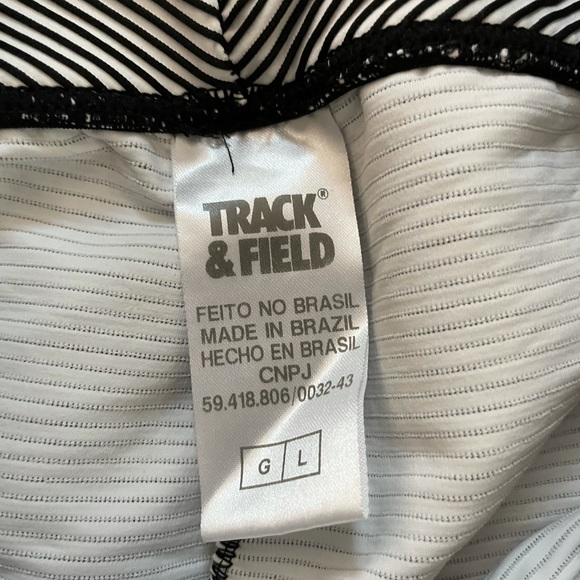 TRACK®
& FIELD
FEITO NO BRASIL
MADE IN BRAZIL
HECHO EN BRASIL
CNPJ
59.418.806/0032-43
G L